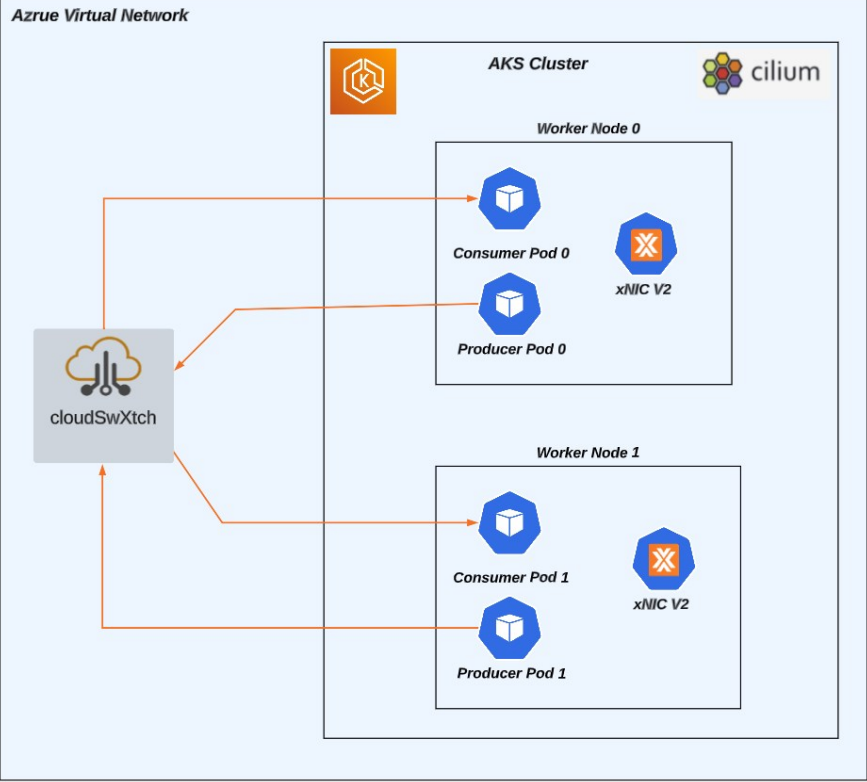 Azrue Virtual Network
AKS Cluster
cilium
K
Worker Node 0
Consumer Pod 0
xNIC V2
Producer Pod 0
cloudSwXtch
Worker Node 1
Consumer Pod 1
xNIC V2
Producer Pod 1